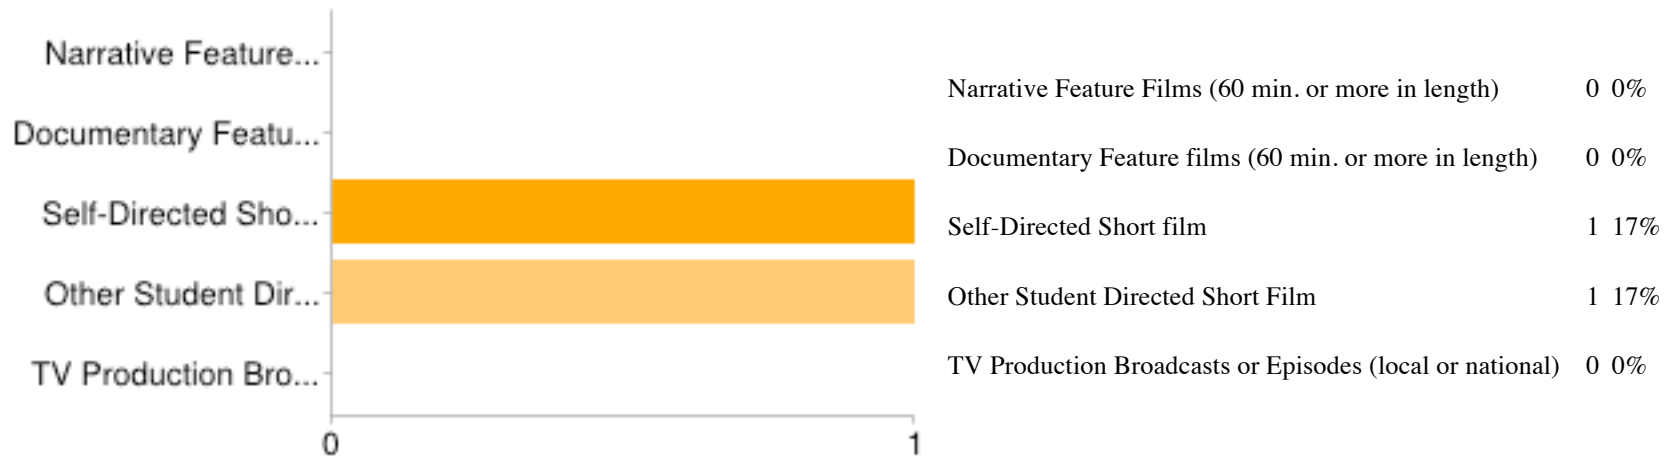 Narrative Feature...
Documentary Featu...
Self-Directed Sho...
Other Student Dir...
TV Production Bro...
0 1
Narrative Feature Films (60 min. or more in length) 0 0%
Documentary Feature films (60 min. or more in length) 0 0%
Self-Directed Short film 1 17%
Other Student Directed Short Film 1 17%
TV Production Broadcasts or Episodes (local or national) 0 0%